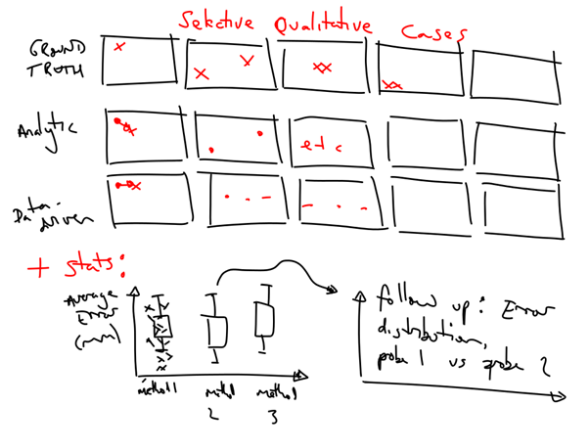 Selective Qualitative Cases
GROUND
TRUTH
Analytic
etc
Data-
driven
+ stats:
Average
Error
(mm)
method 1
method
2
method
3
follow up: Error
distribution,
probe 1 vs probe 2